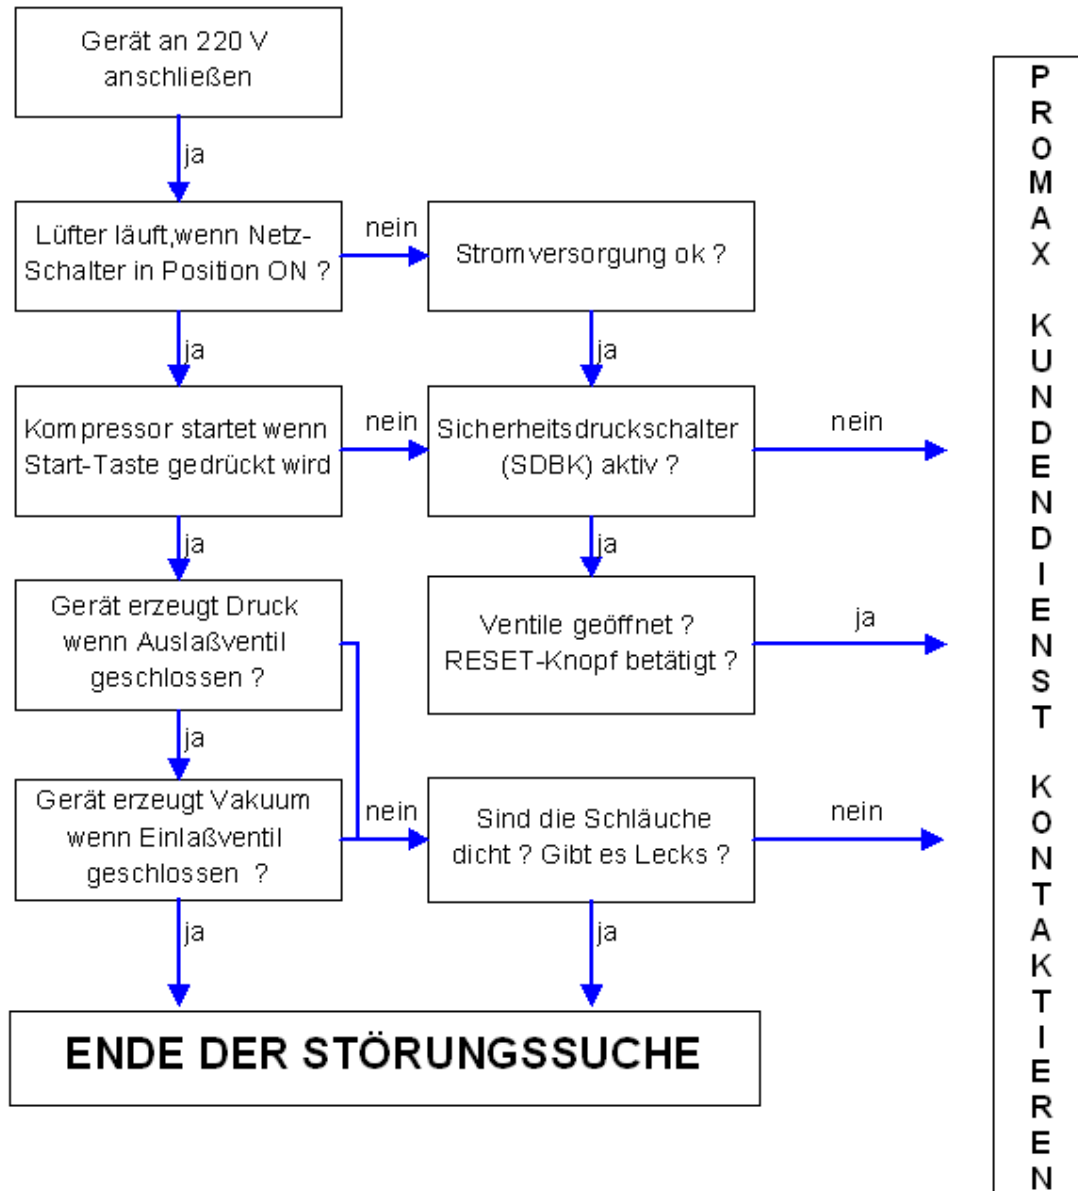 Gerät an 220 V
anschließen
ja
Lüfter läuft,wenn Netz-
Schalter in Position ON ?
nein
Stromversorgung ok ?
ja
ja
Kompressor startet wenn
Start-Taste gedrückt wird
nein
Sicherheitsdruckschalter
(SDBK) aktiv ?
nein
ja
ja
Gerät erzeugt Druck
wenn Auslaßventil
geschlossen ?
Ventile geöffnet ?
RESET-Knopf betätigt ?
ja
ja
Gerät erzeugt Vakuum
wenn Einlaßventil
geschlossen ?
nein
Sind die Schläuche
dicht ? Gibt es Lecks ?
nein
ja
ja
ENDE DER STÖRUNGSSUCHE
PROMAX KUNDENDIENST KONTAKTIEREN